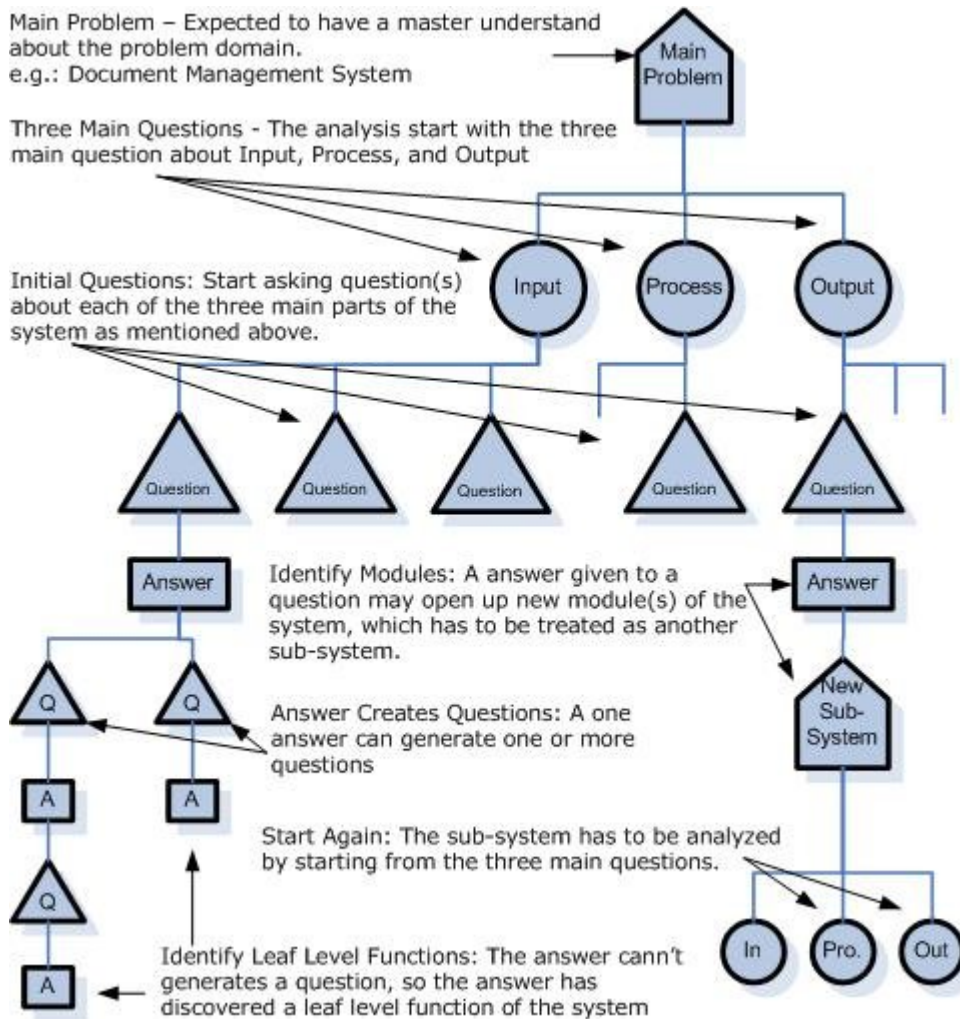 Main Problem – Expected to have a master understand
about the problem domain.
e.g.: Document Management System
Main
Problem
Three Main Questions - The analysis start with the three
main question about Input, Process, and Output
Input
Process
Output
Initial Questions: Start asking question(s)
about each of the three main parts of the
system as mentioned above.
Question
Question
Question
Question
Question
Answer
Answer
Identify Modules: A answer given to a
question may open up new module(s) of the
system, which has to be treated as another
sub-system.
New
Sub-
System
Q
Q
Answer Creates Questions: A one
answer can generate one or more
questions
A
A
Start Again: The sub-system has to be analyzed
by starting from the three main questions.
Q
In
Pro.
Out
Identify Leaf Level Functions: The answer cann't
generates a question, so the answer has
discovered a leaf level function of the system
A